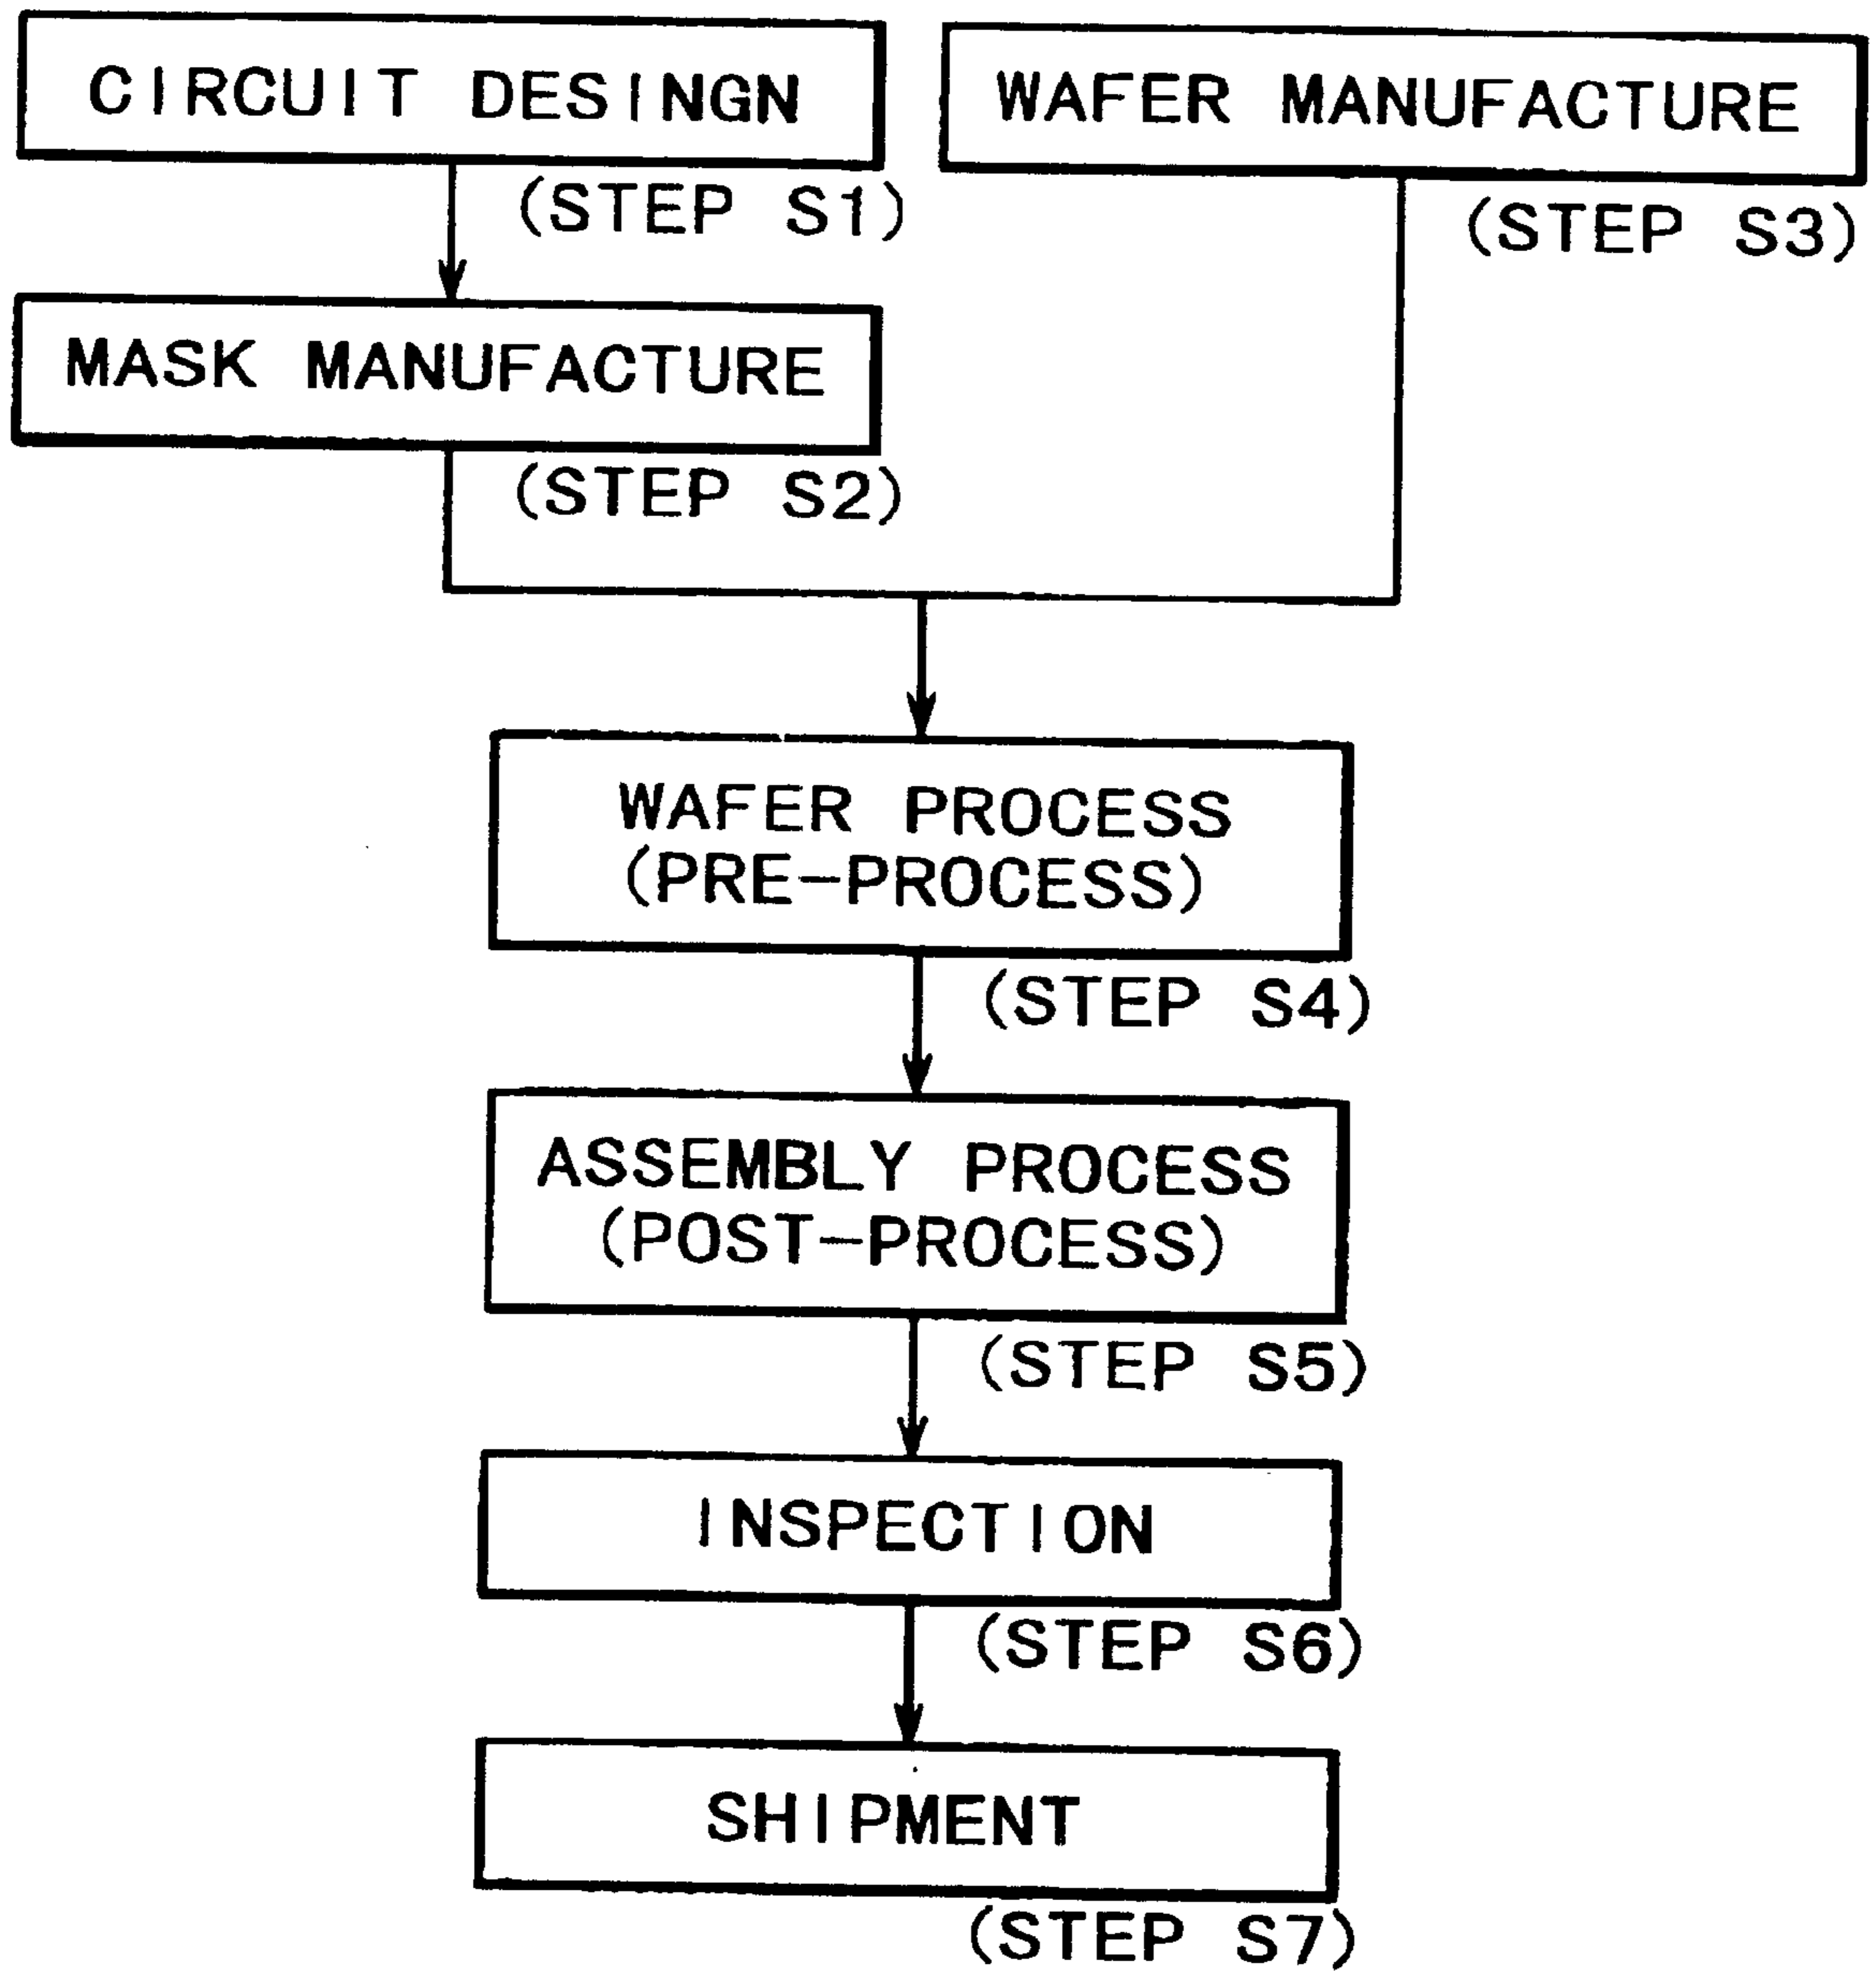 CIRCUIT DESINGN
(STEP S1)
WAFER MANUFACTURE
(STEP S3)
MASK MANUFACTURE
(STEP S2)
WAFER PROCESS
(PRE-PROCESS)
(STEP S4)
ASSEMBLY PROCESS
(POST-PROCESS)
(STEP S5)
INSPECTION
(STEP S6)
SHIPMENT
(STEP S7)